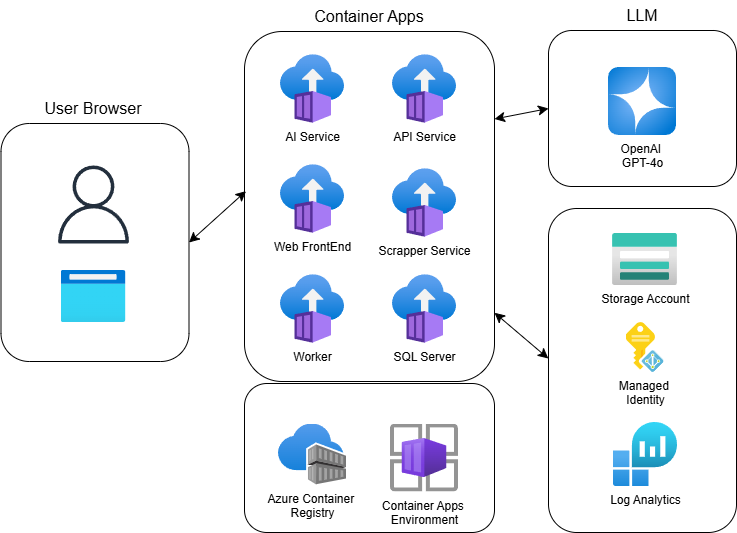 Container Apps
LLM
User Browser
AI Service
API Service
OpenAI
GPT-4o
Web FrontEnd
Scrapper Service
Storage Account
Worker
SQL Server
Managed
Identity
Azure Container
Registry
Container Apps
Environment
Log Analytics